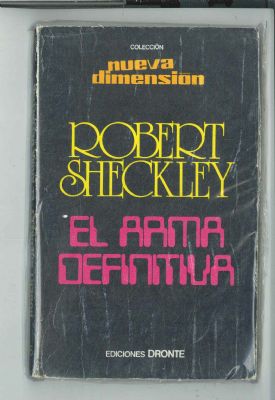 COLECCIÓN
nueva
dimensión
ROBERT
SHECKLEY
EL ARMA
DEFINITIVA
EDICIONES DRONTE